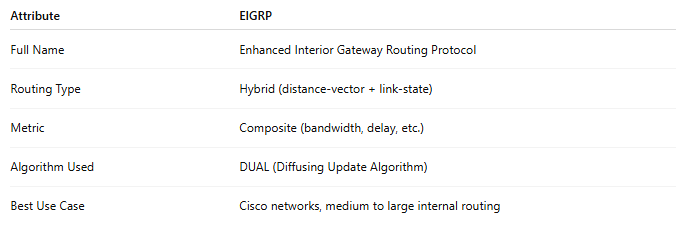 Attribute EIGRP
Full Name Enhanced Interior Gateway Routing Protocol
Routing Type Hybrid (distance-vector + link-state)
Metric Composite (bandwidth, delay, etc.)
Algorithm Used DUAL (Diffusing Update Algorithm)
Best Use Case Cisco networks, medium to large internal routing